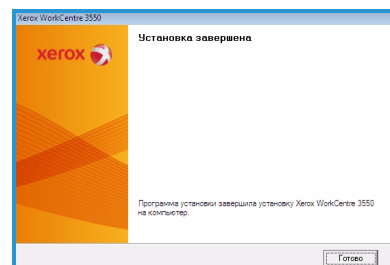 Xerox WorkCentre 3550
xerox
Установка завершена
Программа установки завершила установку Xerox WorkCentre 3550
на компьютер.
Готово